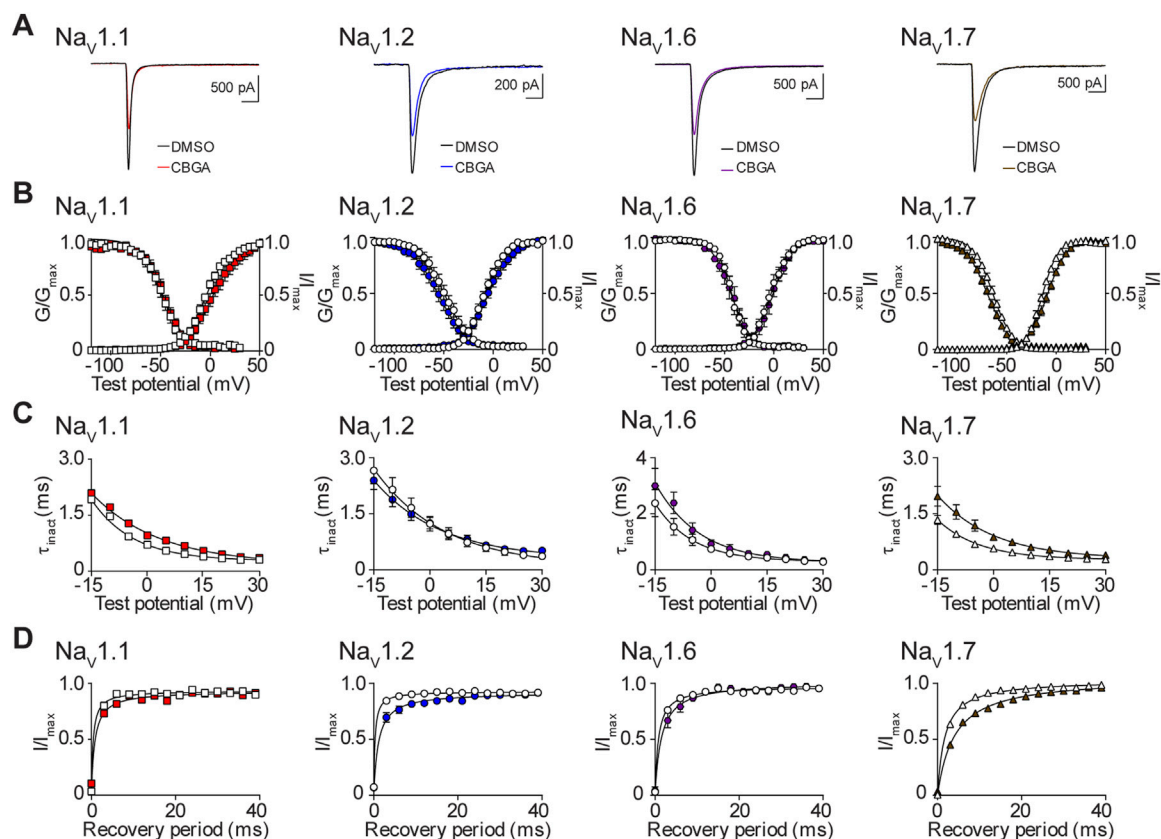 A
NaV1.1 NaV1.2 NaV1.6 NaV1.7
500 pA 200 pA 500 pA 500 pA
DMSO DMSO DMSO DMSO
CBGA CBGA CBGA CBGA
B
NaV1.1 NaV1.2 NaV1.6 NaV1.7
1.0 1.0 1.0 1.0 1.0 1.0 1.0 1.0
G/Gmax I/Imax G/Gmax I/Imax G/Gmax I/Imax G/Gmax I/Imax
0.5 0.5 0.5 0.5 0.5 0.5 0.5 0.5
0 0 0 0 0 0 0 0
-100 -50 0 50 -100 -50 0 50 -100 -50 0 50 -100 -50 0 50
Test potential (mV) Test potential (mV) Test potential (mV) Test potential (mV)
C
NaV1.1 NaV1.2 NaV1.6 NaV1.7
3.0 3.0 4 3.0
τinact (ms) τinact (ms) τinact (ms) τinact (ms)
1.5 1.5 2 1.5
0 0 0 0
-15 0 15 30 -15 0 15 30 -15 0 15 30 -15 0 15 30
Test potential (mV) Test potential (mV) Test potential (mV) Test potential (mV)
D
NaV1.1 NaV1.2 NaV1.6 NaV1.7
1.0 1.0 1.0 1.0
I/Imax I/Imax I/Imax I/Imax
0.5 0.5 0.5 0.5
0 0 0 0
0 10 20 30 40 0 10 20 30 40 0 10 20 30 40 0 10 20 30 40
Recovery period (ms) Recovery period (ms) Recovery period (ms) Recovery period (ms)